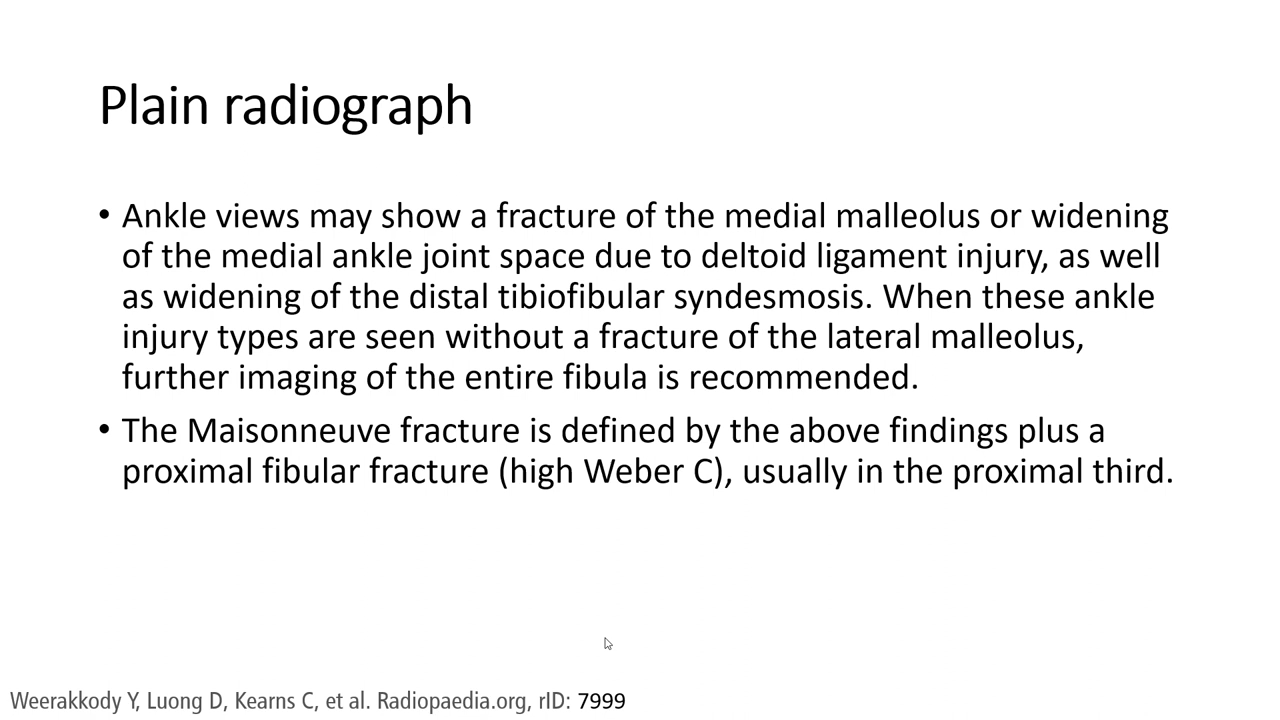 Plain radiograph
• Ankle views may show a fracture of the medial malleolus or widening
of the medial ankle joint space due to deltoid ligament injury, as well
as widening of the distal tibiofibular syndesmosis. When these ankle
injury types are seen without a fracture of the lateral malleolus,
further imaging of the entire fibula is recommended.
• The Maisonneuve fracture is defined by the above findings plus a
proximal fibular fracture (high Weber C), usually in the proximal third.
Weerakkody Y, Luong D, Kearns C, et al. Radiopaedia.org, rID: 7999